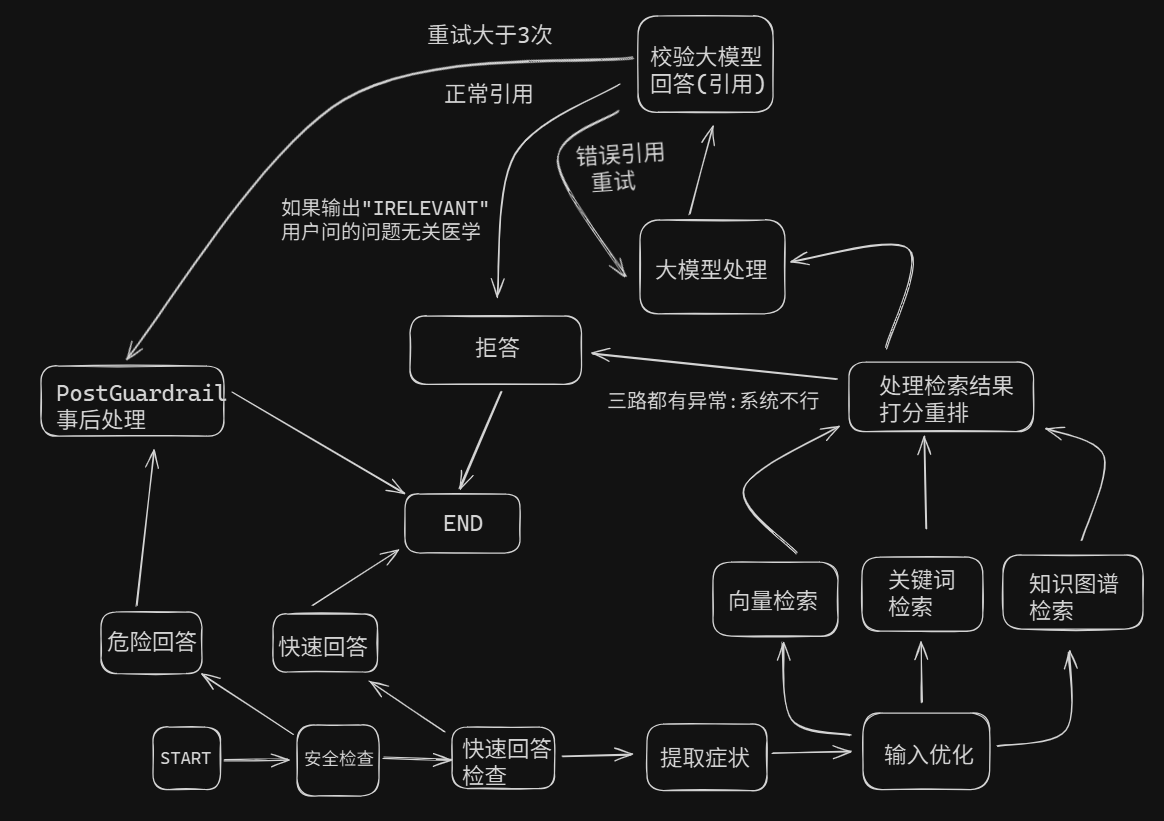 重试大于3次
校验大模型
回答(引用)
正常引用
错误引用
重试
如果输出"IRELEVANT"
用户问的问题无关医学
大模型处理
拒答
PostGuardrail
事后处理
三路都有异常:系统不行
处理检索结果
打分重排
END
向量检索
关键词
检索
知识图谱
检索
危险回答
快速回答
START
安全检查
快速回答
检查
提取症状
输入优化